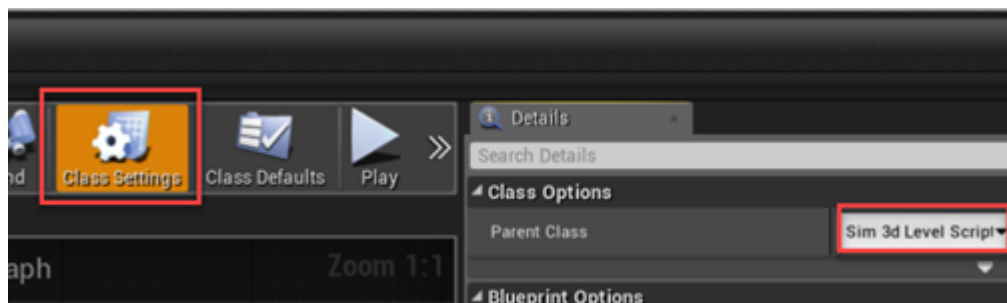 Details
Search Details
nd Class Settings Class Defaults Play
Class Options
Parent Class Sim 3d Level Script
aph Zoom 1:1
Blueprint Options